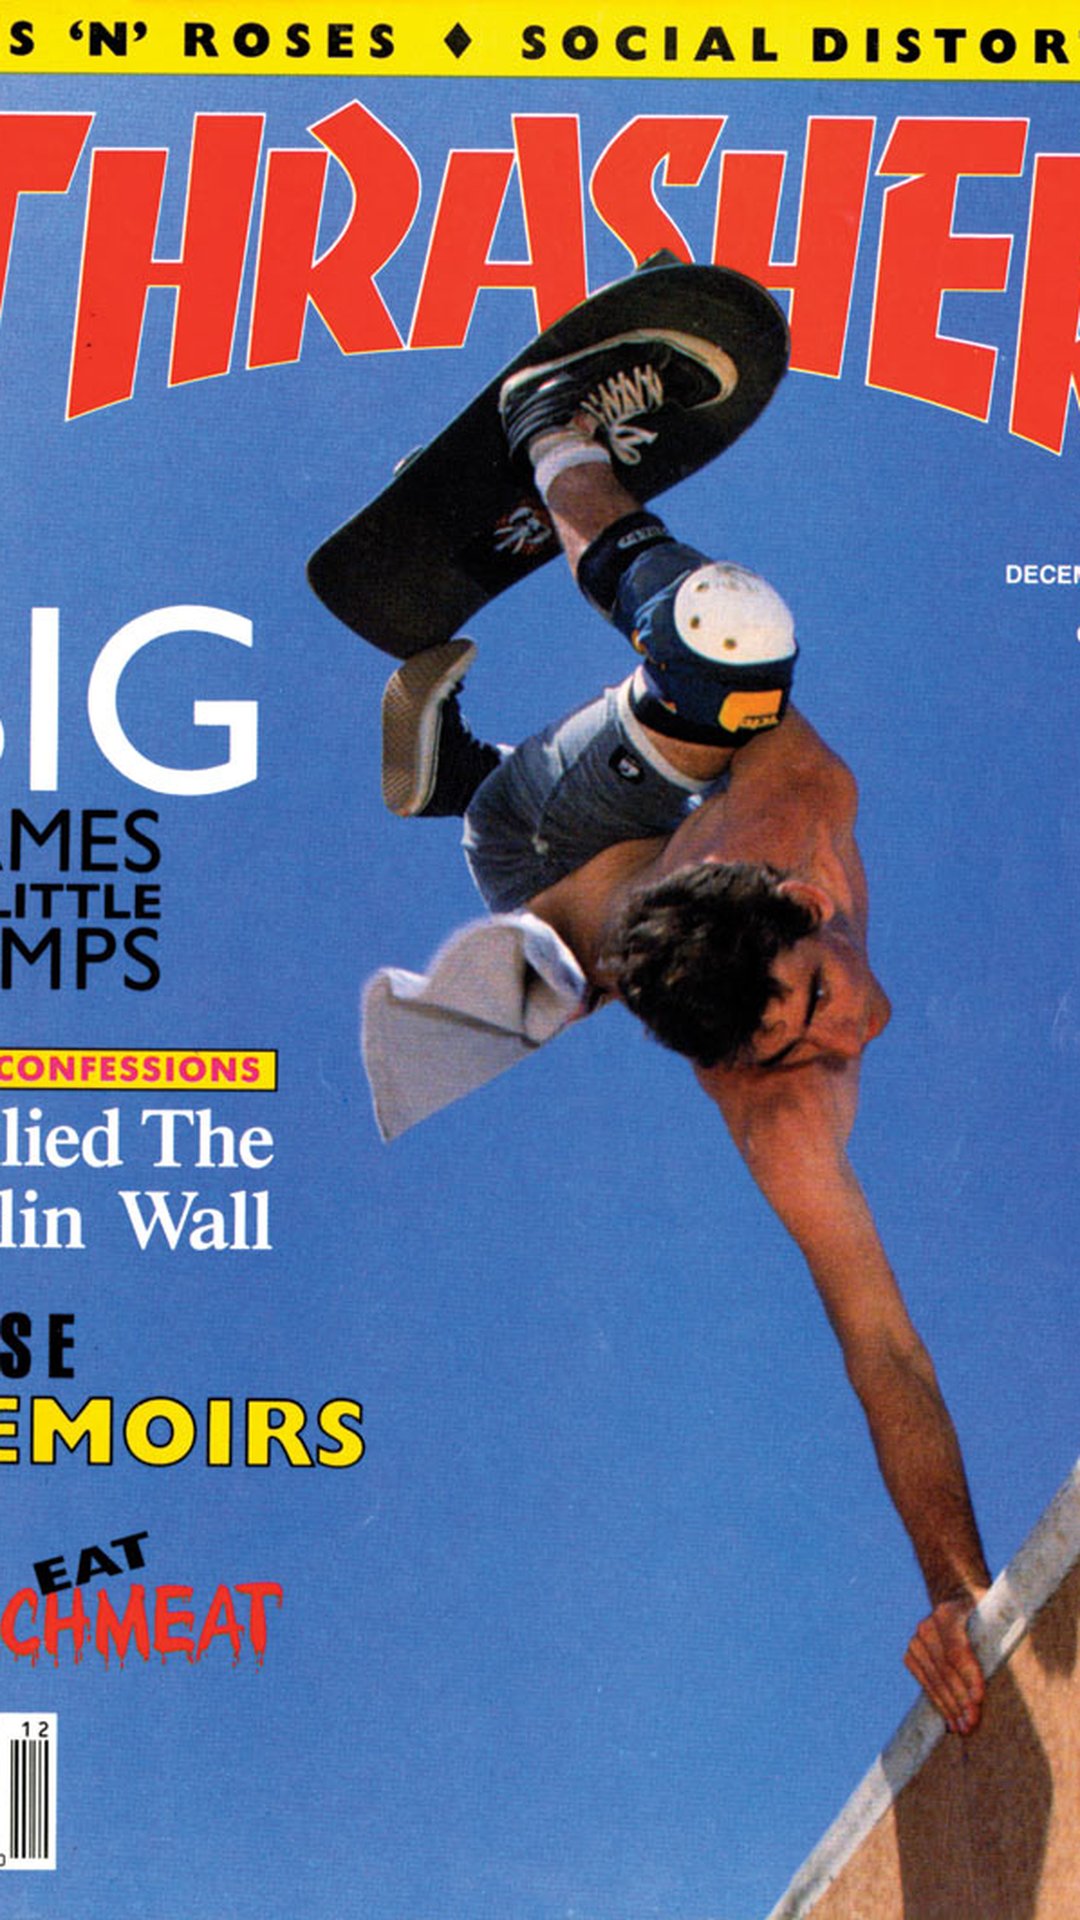 S ‘N’ ROSES ♦ SOCIAL DISTOR
THRASHER
DECEM
BIG
AMES
LITTLE
MPS
CONFESSIONS
lied The
lin Wall
SE
EMOIRS
EAT
CHMEAT
12
0